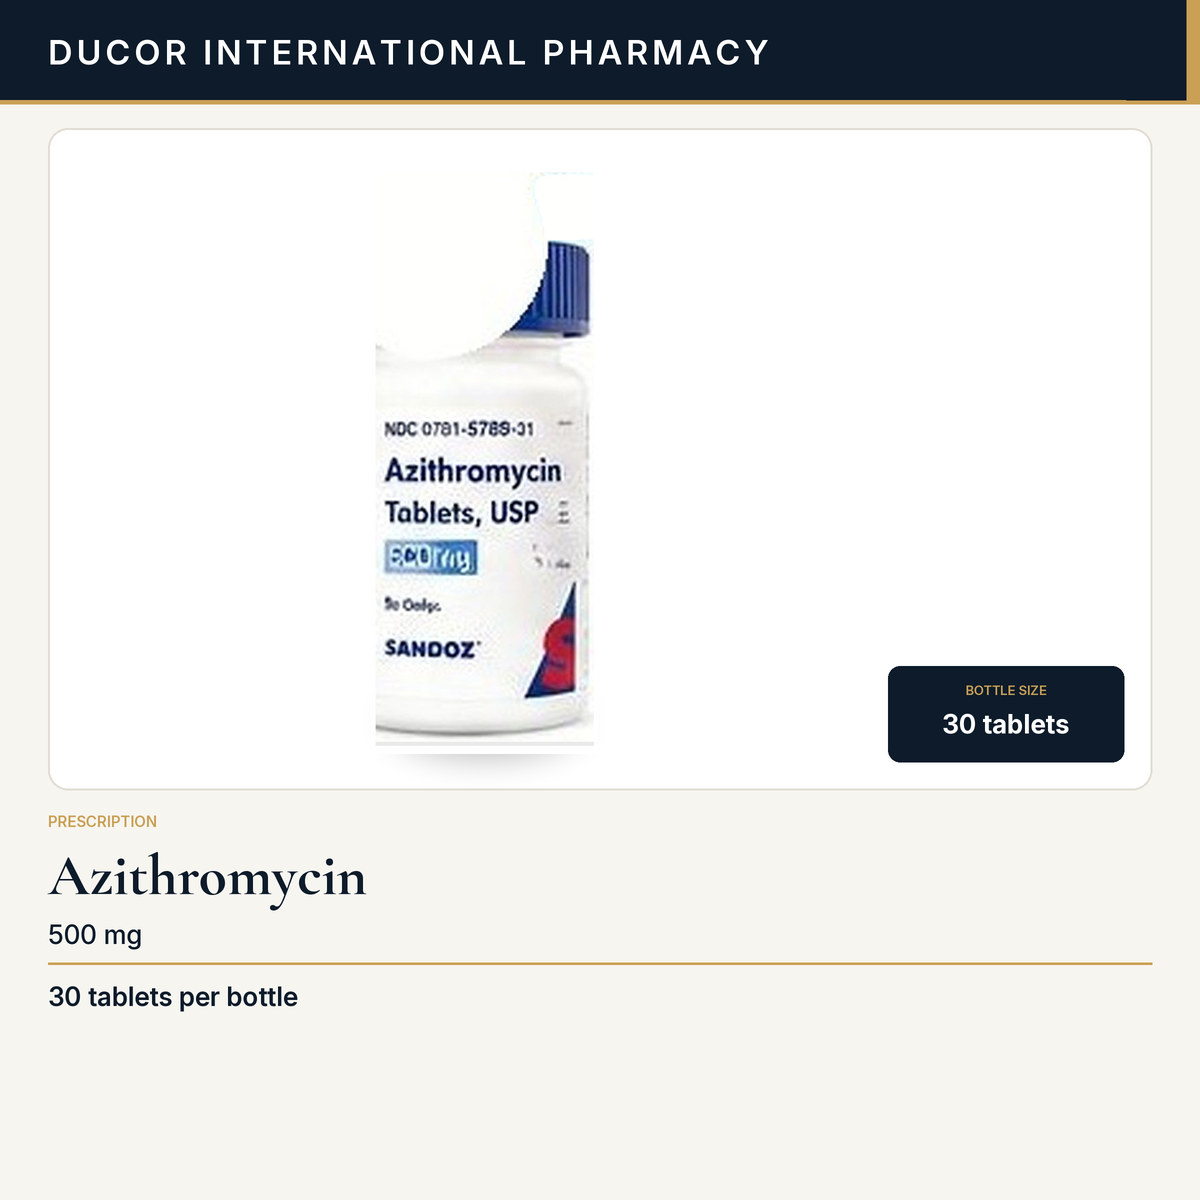 DUCOR INTERNATIONAL PHARMACY
NDC 0781-5789-31
Azithromycin
Tablets, USP
SANDOZ
S
BOTTLE SIZE
30 tablets
PRESCRIPTION
Azithromycin
500 mg
30 tablets per bottle